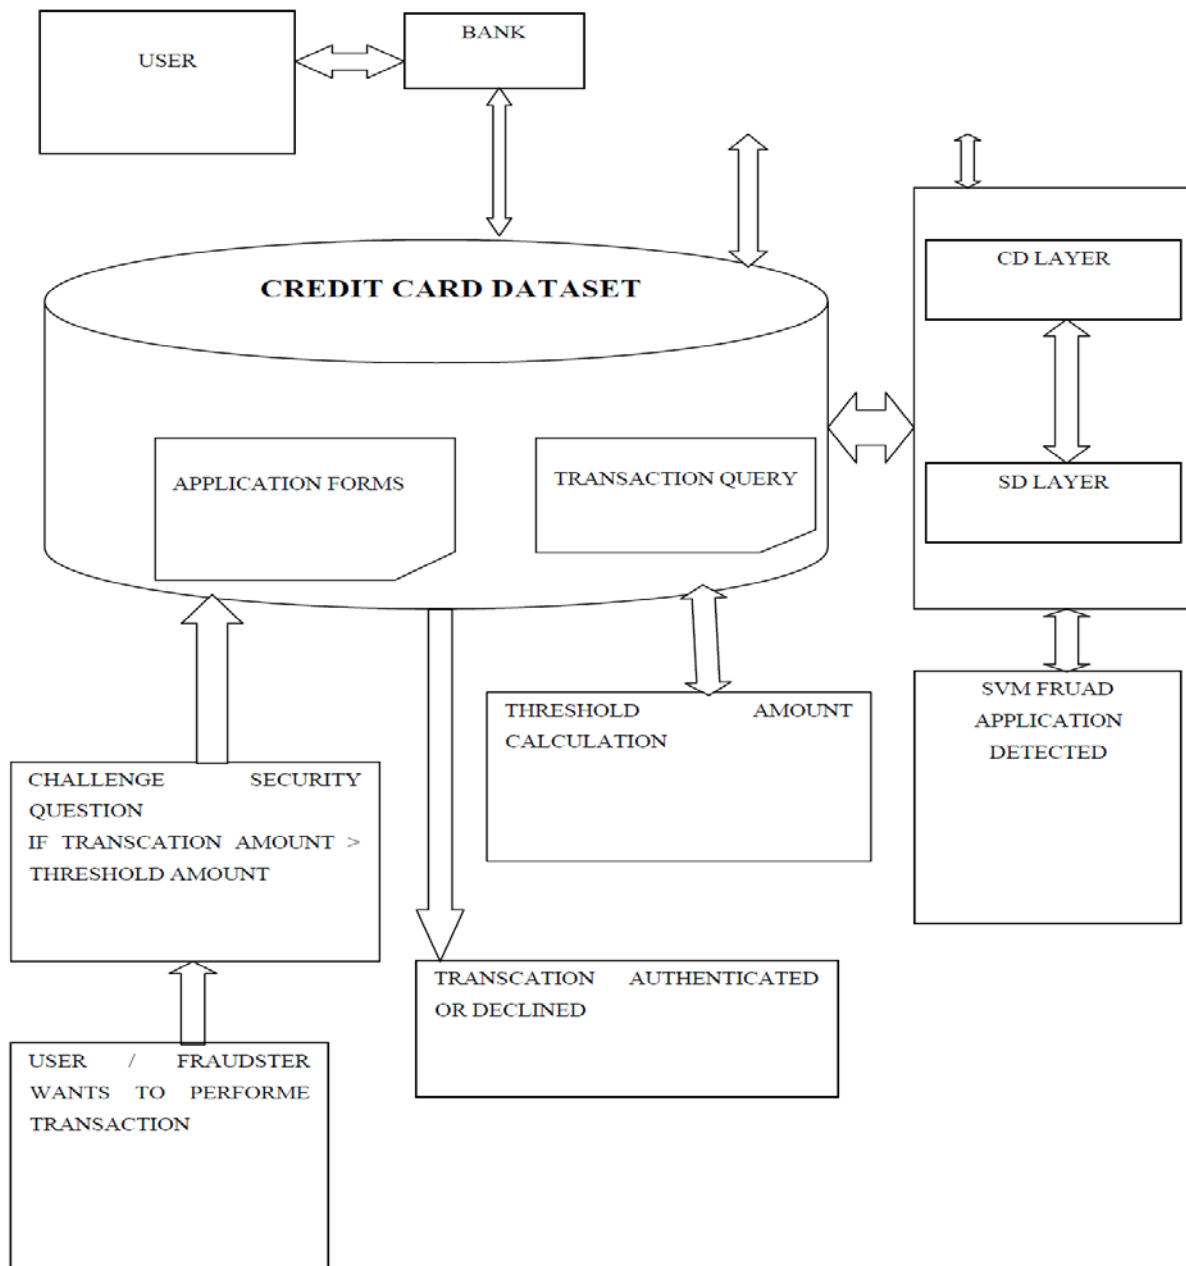 USER
BANK
CREDIT CARD DATASET
CD LAYER
APPLICATION FORMS
TRANSACTION QUERY
SD LAYER
THRESHOLD AMOUNT
CALCULATION
SVM FRUAD
APPLICATION
DETECTED
CHALLENGE SECURITY
QUESTION
IF TRANSCATION AMOUNT >
THRESHOLD AMOUNT
TRANSCATION AUTHENTICATED
OR DECLINED
USER / FRAUDSTER
WANTS TO PERFORME
TRANSACTION